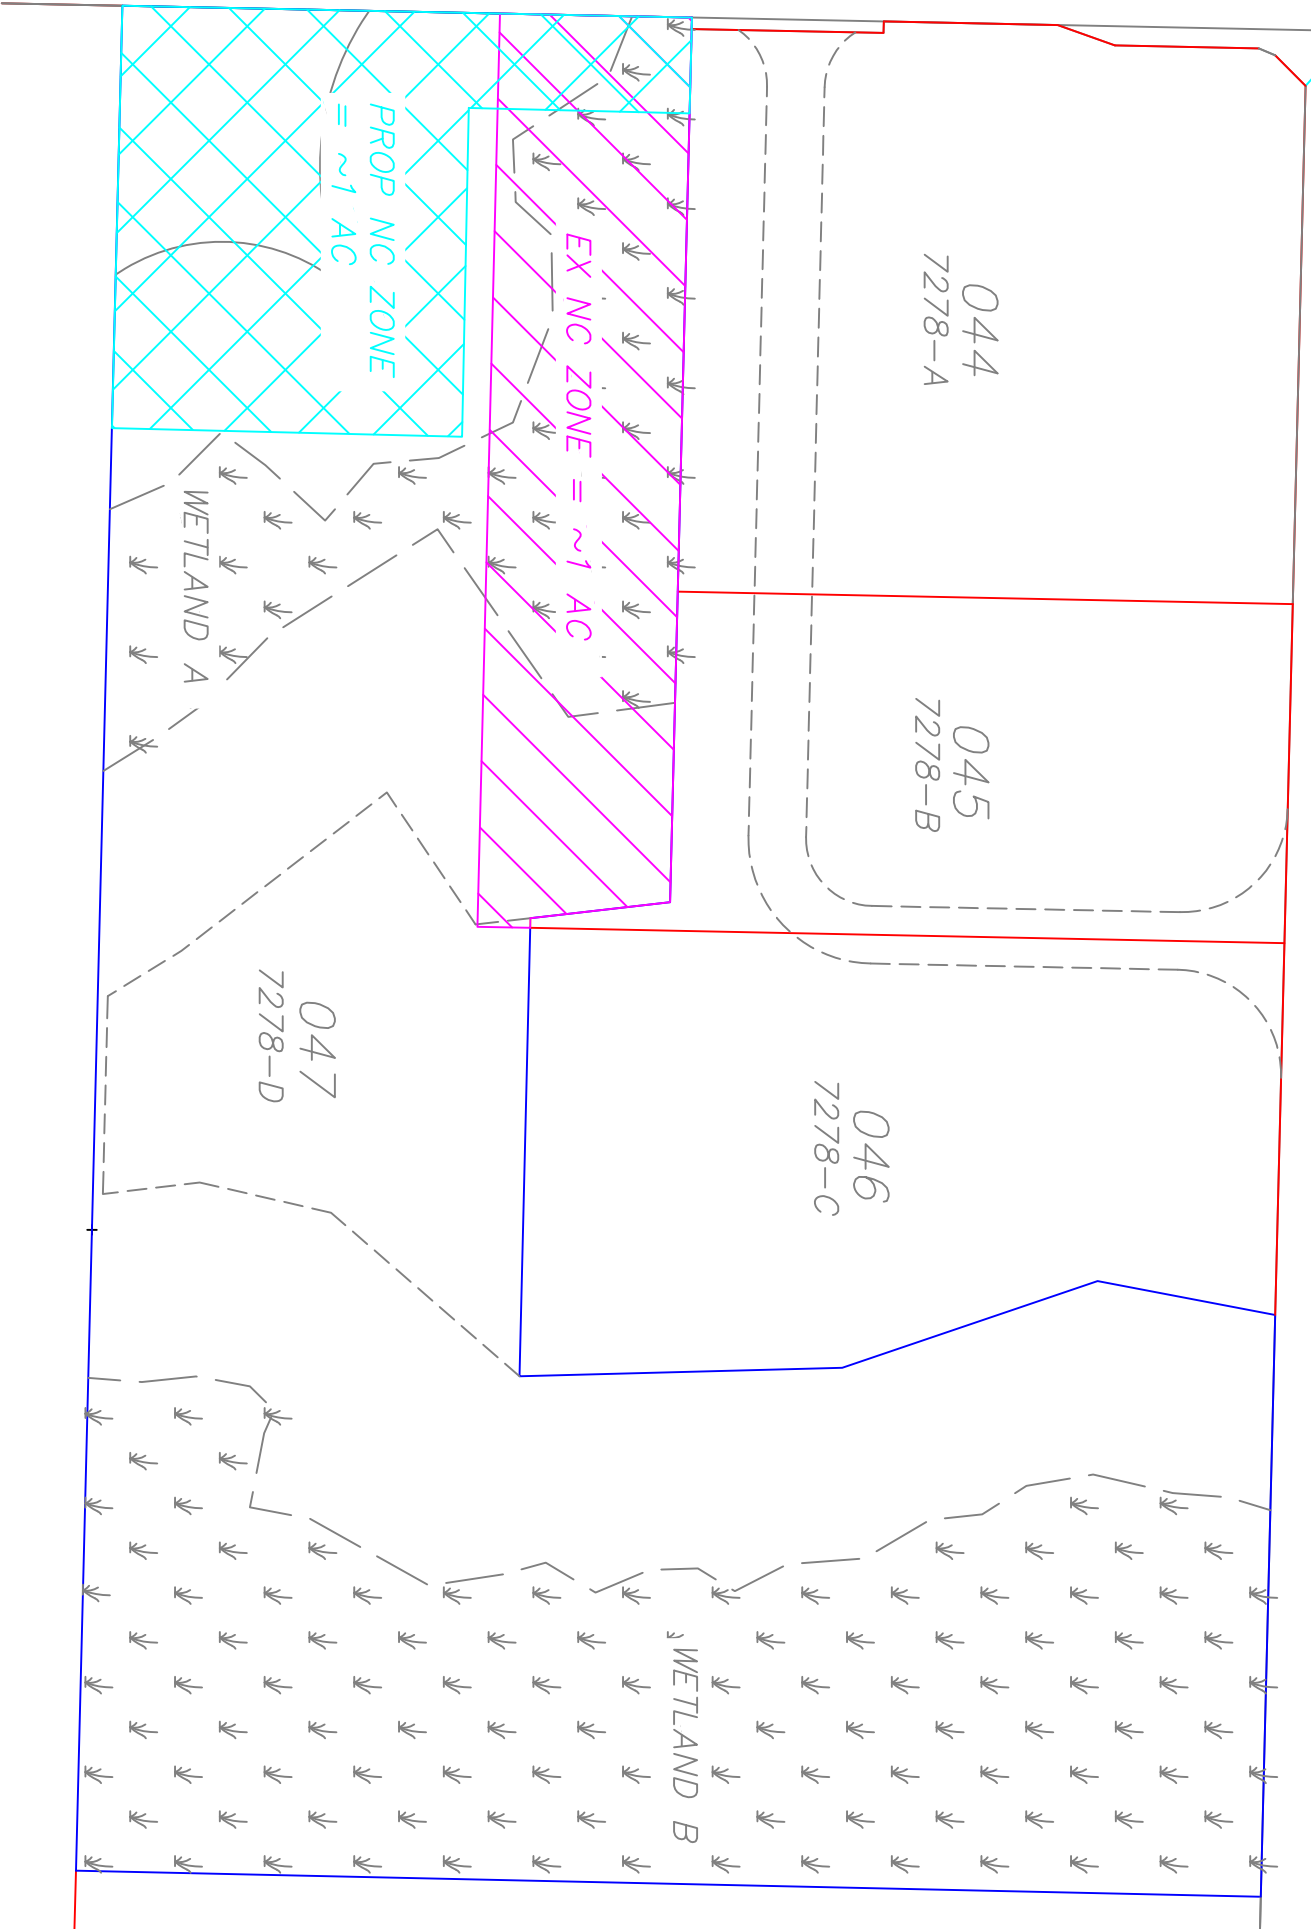 PROP NC ZONE
= ~1 AC
EX NC ZONE = ~1 AC
044
7278-A
045
7278-B
WETLAND A
047
7278-D
046
7278-C
WETLAND B